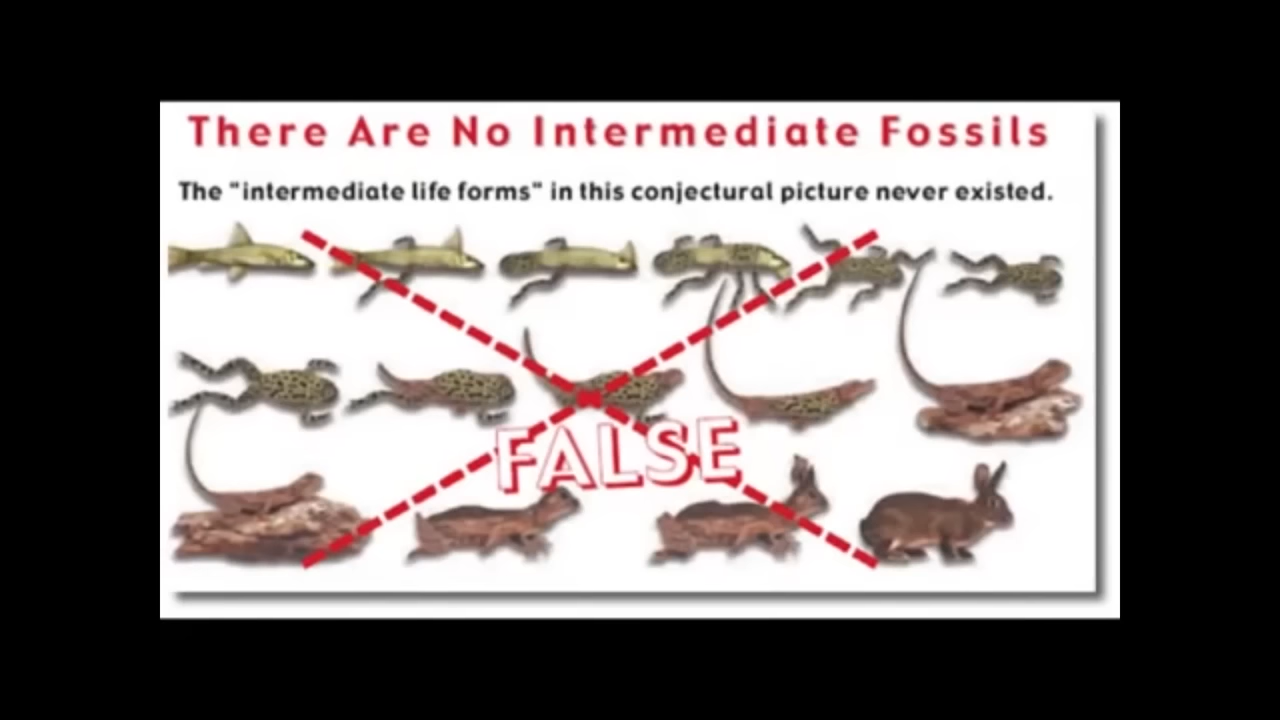 There Are No Intermediate Fossils
The "intermediate life forms" in this conjectural picture never existed.
FALSE